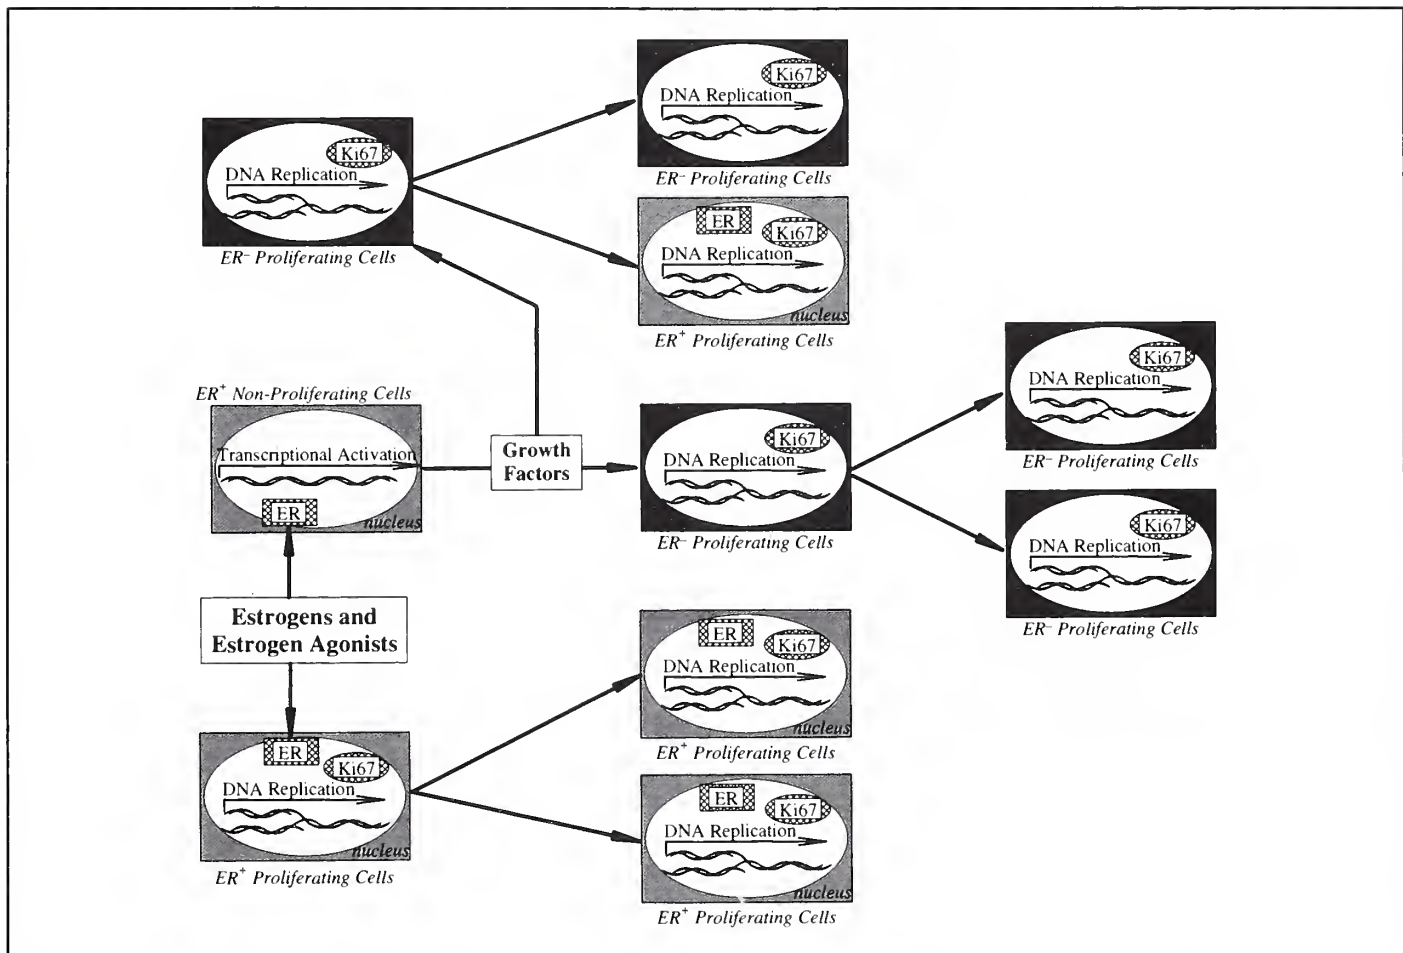 Ki67
DNA Replication
ER⁻ Proliferating Cells
Ki67
DNA Replication
ER⁻ Proliferating Cells
ER
Ki67
DNA Replication
nucleus
ER⁺ Proliferating Cells
ER⁺ Non-Proliferating Cells
Transcriptional Activation
ER
nucleus
Growth
Factors
Ki67
DNA Replication
ER⁻ Proliferating Cells
Ki67
DNA Replication
ER⁻ Proliferating Cells
Ki67
DNA Replication
ER⁻ Proliferating Cells
Estrogens and
Estrogen Agonists
ER
Ki67
DNA Replication
nucleus
ER⁺ Proliferating Cells
ER
Ki67
DNA Replication
nucleus
ER⁺ Proliferating Cells
ER
Ki67
DNA Replication
nucleus
ER⁺ Proliferating Cells